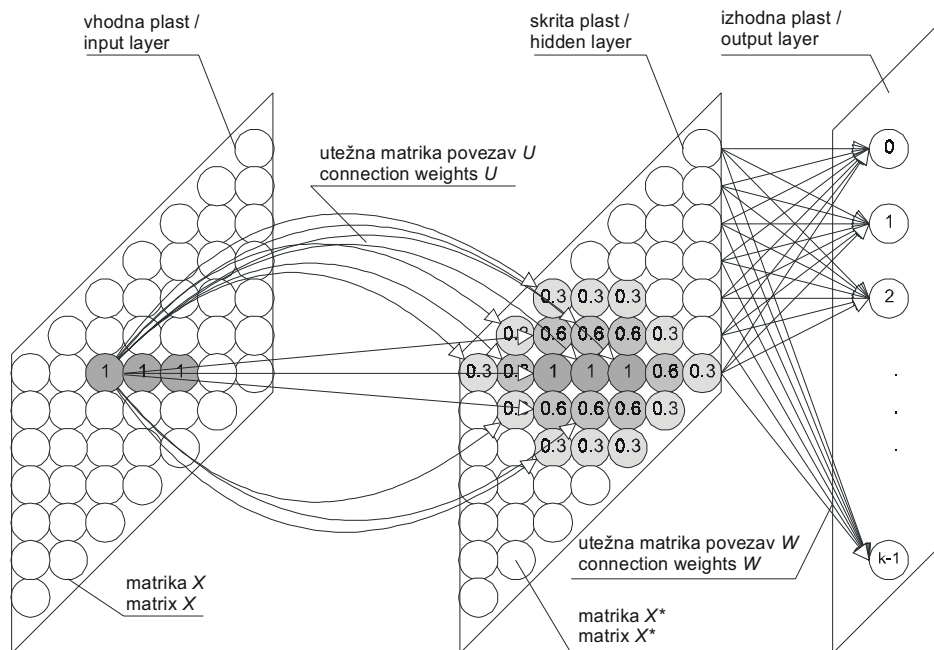 vhodna plast /
input layer
skrita plast /
hidden layer
izhodna plast /
output layer
utežna matrika povezav U
connection weights U
0
1
2
.
.
.
k-1
0.3 0.3 0.3
0.6 0.6 0.6 0.3
1 1 1
0.3 1 1 1 0.6 0.3
0.6 0.6 0.6 0.3
0.3 0.3 0.3
utežna matrika povezav W
connection weights W
matrika X
matrix X
matrika X*
matrix X*